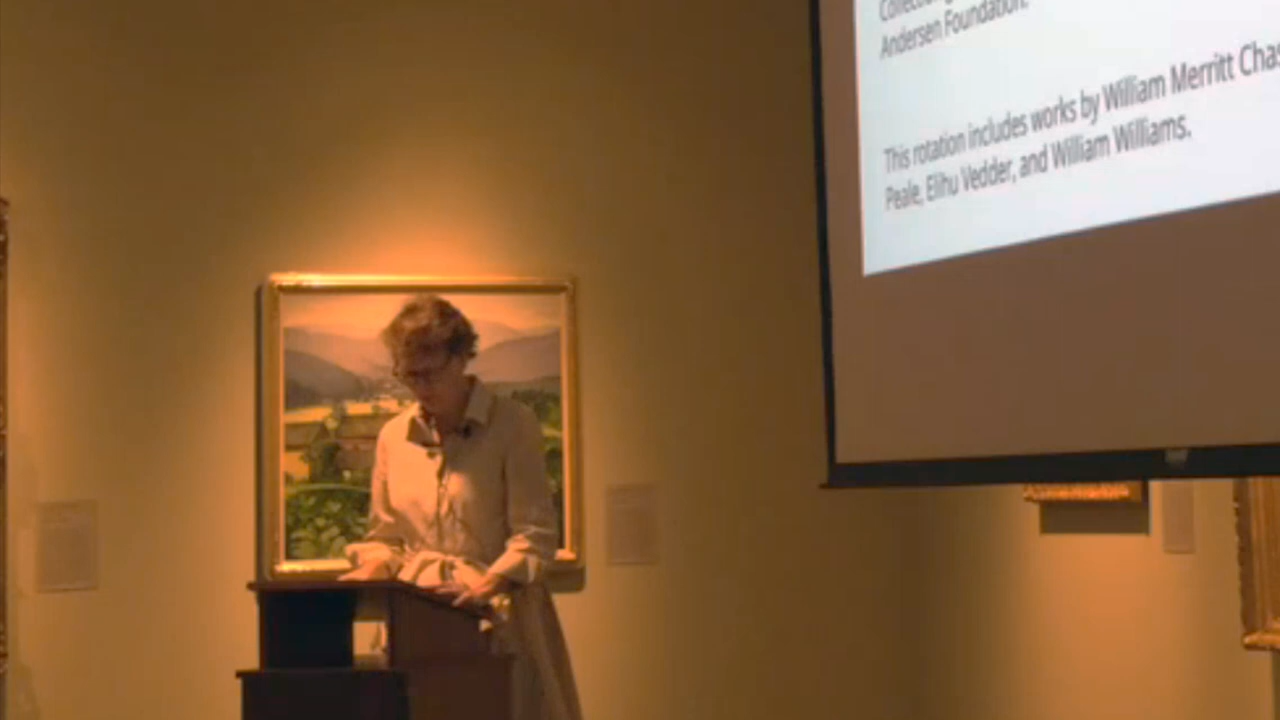 Andersen Foundation.
This rotation includes works by William Merritt Chas
Peale, Elihu Vedder, and William Williams.